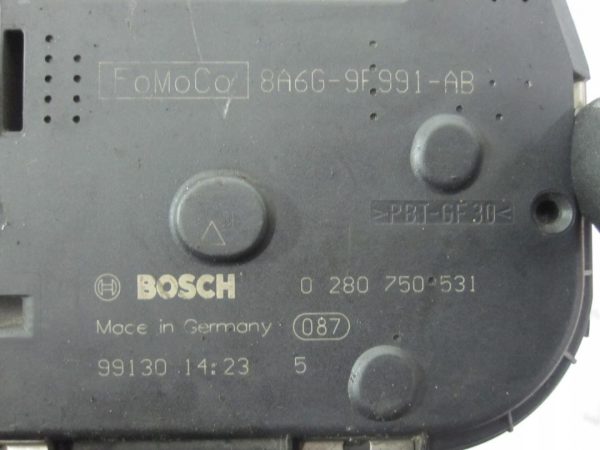 FoMoCo 8A6G-9F991-AB
>PBT-GF30<
BOSCH 0 280 750 531
Made in Germany 087
99130 14:23 5